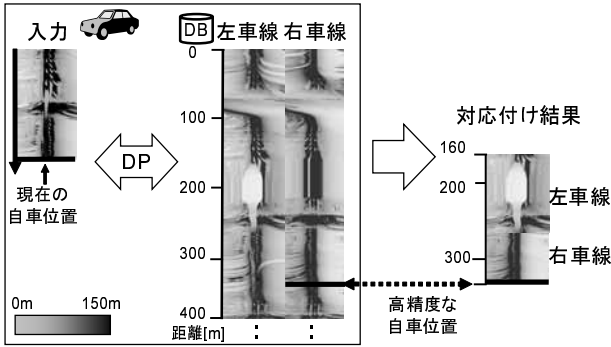 入力
DB
左車線
右車線
0
100
200
300
400
距離[m]
DP
現在の
自車位置
0m
150m
対応付け結果
160
200
300
左車線
右車線
高精度な
自車位置